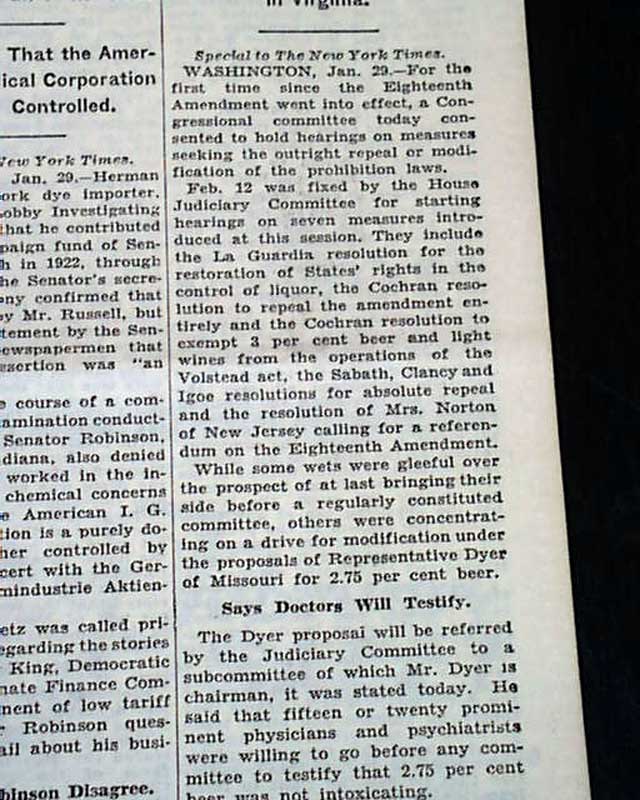 That the Amer-
ical Corporation
Controlled.
New York Times.
Jan. 29.—Herman
ork dye importer.
Lobby Investigating
that he contributed
paign fund of Sen-
h in 1922, through
he Senator's secre-
ony confirmed that
by Mr. Russell, but
tement by the Sen-
ewspapermen that
ssertion was "an
e course of a com-
amination conduct-
Senator Robinson,
diana, also denied
worked in the in-
chemical concerns
e American I. G.
tion is a purely do-
her controlled by
cert with the Ger-
mindustrie Aktien-
etz was called pri-
egarding the stories
King, Democratic
nate Finance Com-
nent of low tariff
r Robinson ques-
ail about his busi-
binson Disagree.
in Virginia.
Special to The New York Times.
WASHINGTON, Jan. 29.—For the
first time since the Eighteenth
Amendment went into effect, a Con-
gressional committee today con-
sented to hold hearings on measures
seeking the outright repeal or modi-
fication of the prohibition laws.
Feb. 12 was fixed by the House
Judiciary Committee for starting
hearings on seven measures intro-
duced at this session. They include
the La Guardia resolution for the
restoration of States' rights in the
control of liquor, the Cochran reso-
lution to repeal the amendment en-
tirely and the Cochran resolution to
exempt 3 per cent beer and light
wines from the operations of the
Volstead act, the Sabath, Clancy and
Igoe resolutions for absolute repeal
and the resolution of Mrs. Norton
of New Jersey calling for a referen-
dum on the Eighteenth Amendment.
While some wets were gleeful over
the prospect of at last bringing their
side before a regularly constituted
committee, others were concentrat-
ing on a drive for modification under
the proposals of Representative Dyer
of Missouri for 2.75 per cent beer.
Says Doctors Will Testify.
The Dyer proposal will be referred
by the Judiciary Committee to a
subcommittee of which Mr. Dyer is
chairman, it was stated today. He
said that fifteen or twenty promi-
nent physicians and psychiatrists
were willing to go before any com-
mittee to testify that 2.75 per cent
beer was not intoxicating.